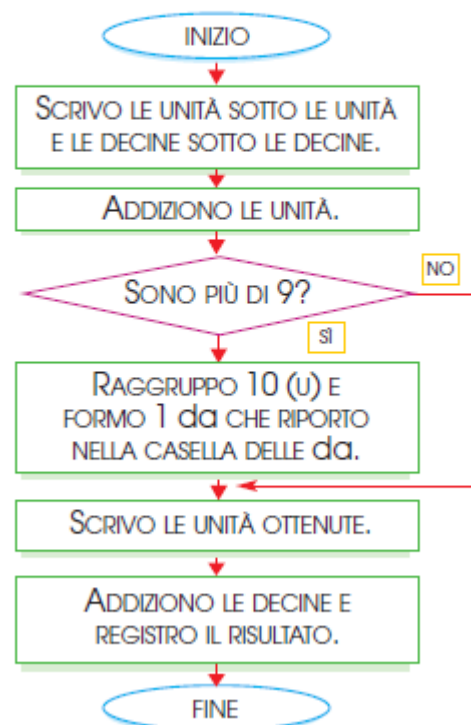 INIZIO
SCRIVO LE UNITÀ SOTTO LE UNITÀ
E LE DECINE SOTTO LE DECINE.
ADDIZIONO LE UNITÀ.
SONO PIÙ DI 9?
NO
SÌ
RAGGRUPPO 10 (U) E
FORMO 1 da CHE RIPORTO
NELLA CASELLA DELLE da.
SCRIVO LE UNITÀ OTTENUTE.
ADDIZIONO LE DECINE E
REGISTRO IL RISULTATO.
FINE